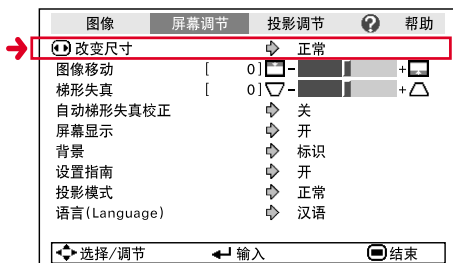 图像 屏幕调节 投影调节 ? 帮助
改变尺寸 正常
图像移动 [ 0] - +
梯形失真 [ 0] - +
自动梯形失真校正 关
屏幕显示 开
背景 标识
设置指南 开
投影模式 正常
语言(Language) 汉语
选择/调节 输入 结束